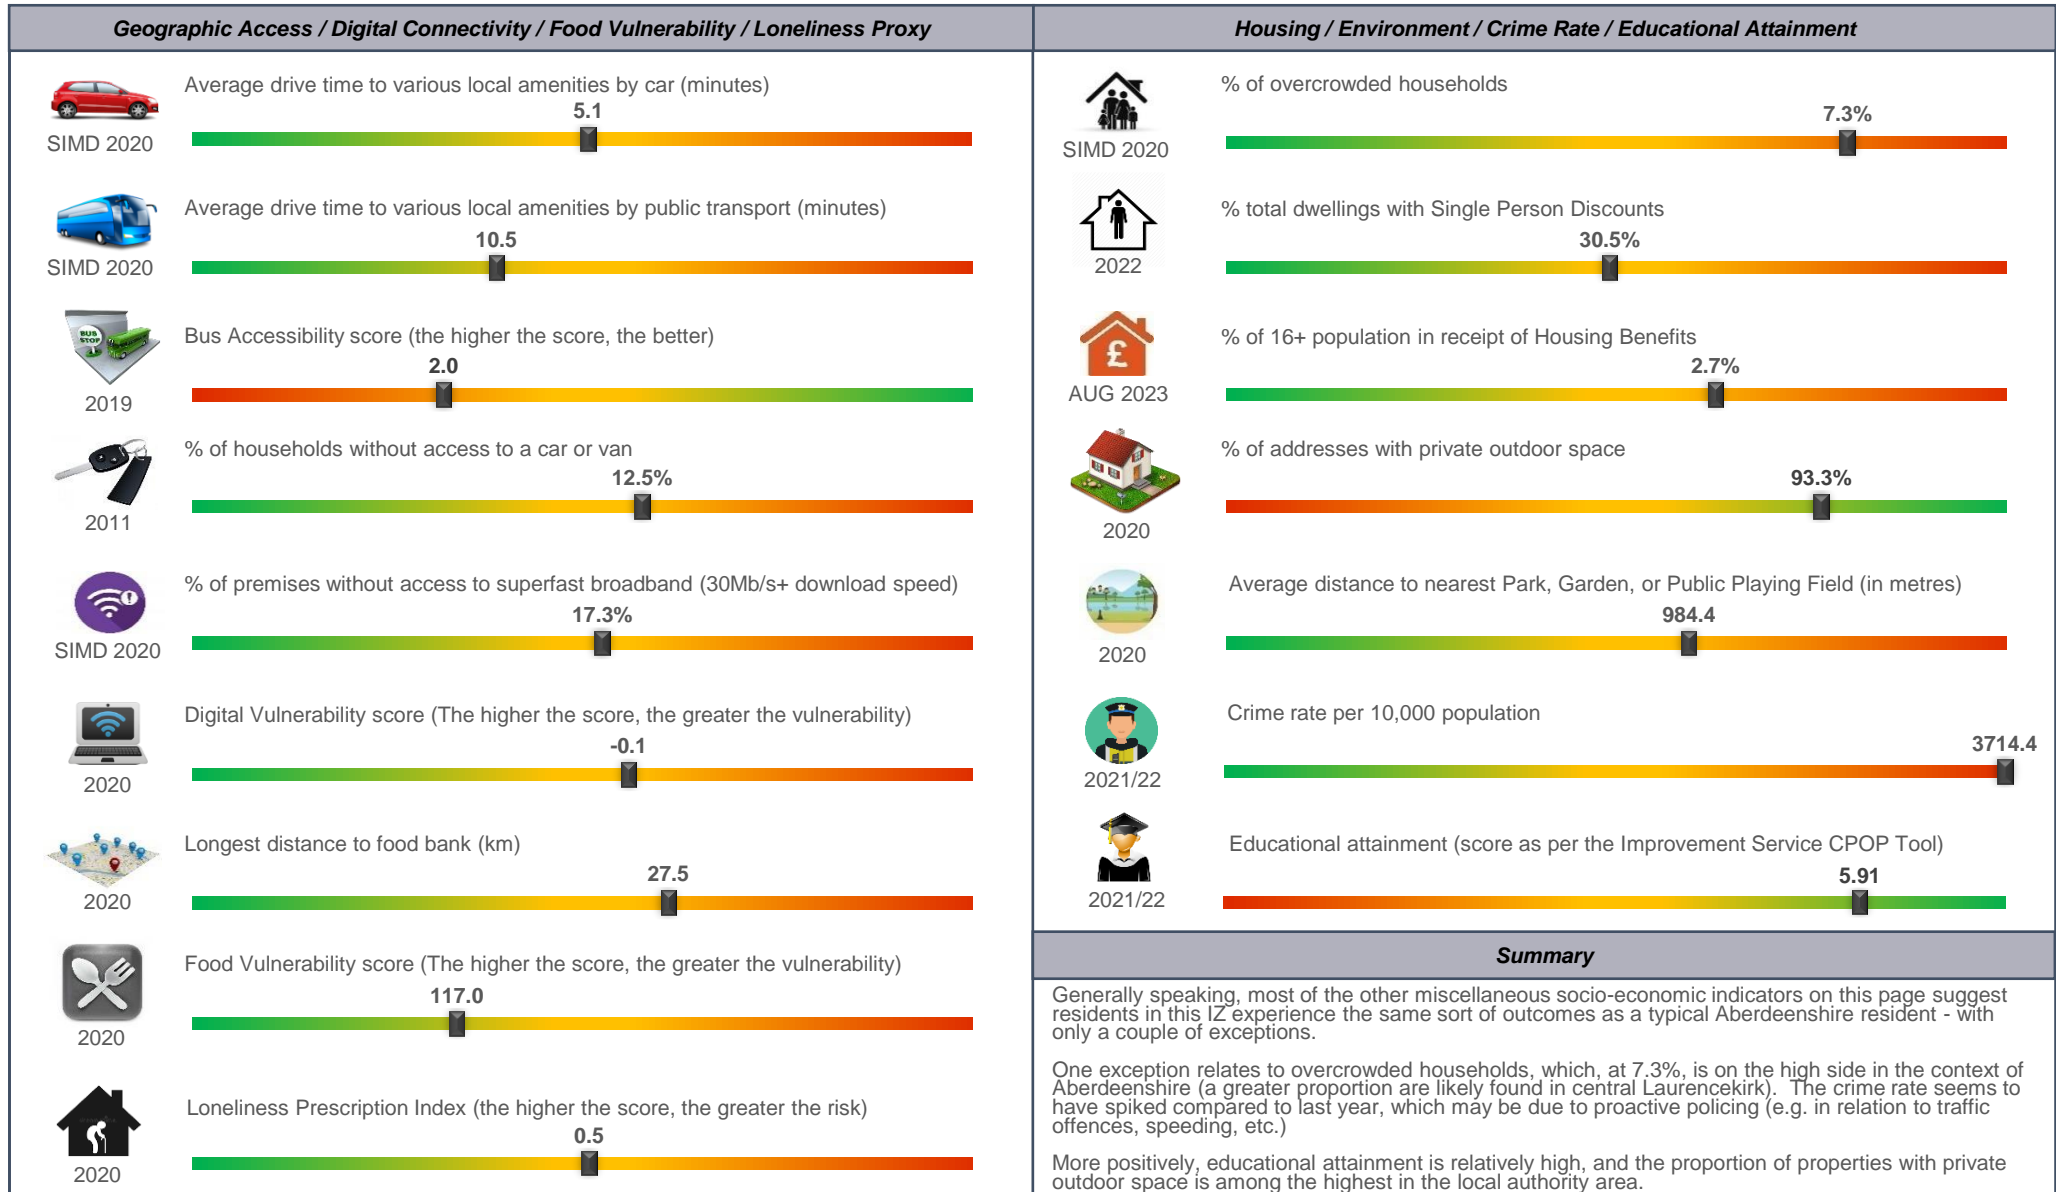 Geographic Access / Digital Connectivity / Food Vulnerability / Loneliness Proxy
Average drive time to various local amenities by car (minutes)
5.1
SIMD 2020
Average drive time to various local amenities by public transport (minutes)
10.5
SIMD 2020
BUS
STOP
Bus Accessibility score (the higher the score, the better)
2.0
2019
% of households without access to a car or van
12.5%
2011
% of premises without access to superfast broadband (30Mb/s+ download speed)
17.3%
SIMD 2020
Digital Vulnerability score (The higher the score, the greater the vulnerability)
-0.1
2020
Longest distance to food bank (km)
27.5
2020
Food Vulnerability score (The higher the score, the greater the vulnerability)
117.0
2020
Loneliness Prescription Index (the higher the score, the greater the risk)
0.5
2020
Housing / Environment / Crime Rate / Educational Attainment
% of overcrowded households
7.3%
SIMD 2020
% total dwellings with Single Person Discounts
30.5%
2022
% of 16+ population in receipt of Housing Benefits
2.7%
£
AUG 2023
% of addresses with private outdoor space
93.3%
2020
Average distance to nearest Park, Garden, or Public Playing Field (in metres)
984.4
2020
Crime rate per 10,000 population
3714.4
2021/22
Educational attainment (score as per the Improvement Service CPOP Tool)
5.91
2021/22
Summary
Generally speaking, most of the other miscellaneous socio-economic indicators on this page suggest
residents in this IZ experience the same sort of outcomes as a typical Aberdeenshire resident - with
only a couple of exceptions.
One exception relates to overcrowded households, which, at 7.3%, is on the high side in the context of
Aberdeenshire (a greater proportion are likely found in central Laurencekirk). The crime rate seems to
have spiked compared to last year, which may be due to proactive policing (e.g. in relation to traffic
offences, speeding, etc.)
More positively, educational attainment is relatively high, and the proportion of properties with private
outdoor space is among the highest in the local authority area.